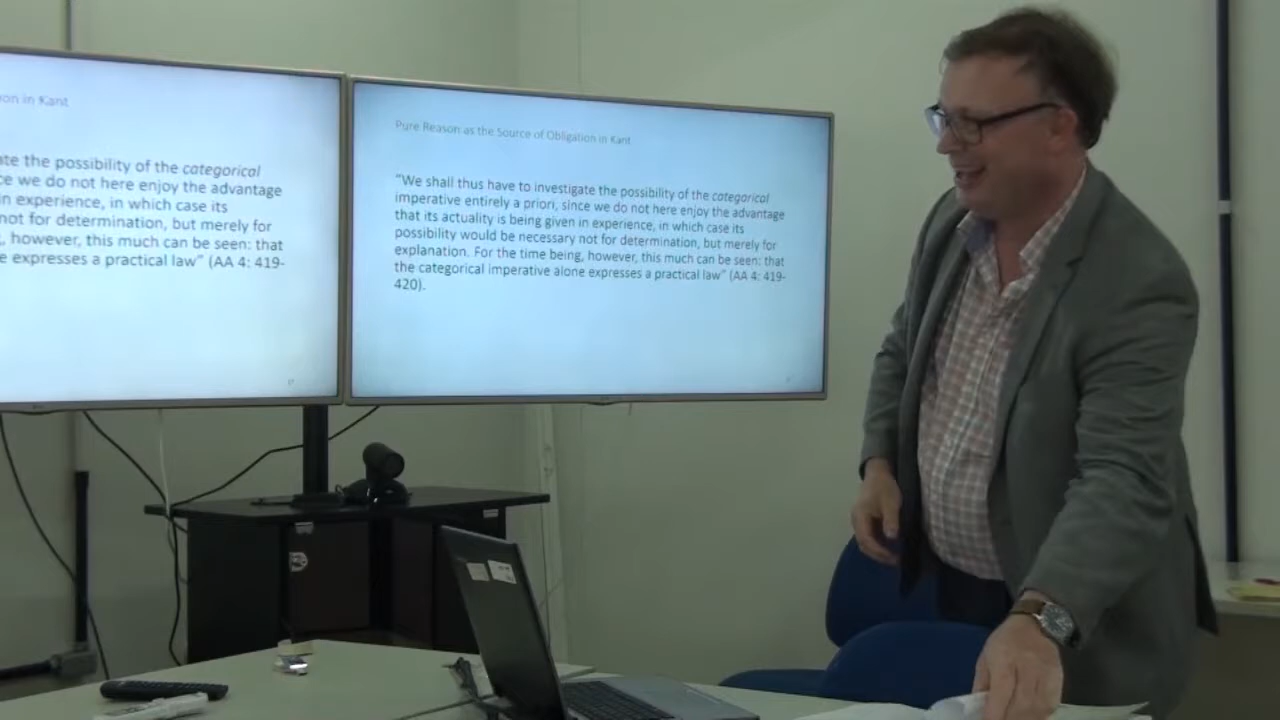 on in Kant
ate the possibility of the categorical
ce we do not here enjoy the advantage
in experience, in which case its
not for determination, but merely for
, however, this much can be seen: that
e expresses a practical law” (AA 4: 419-
Pure Reason as the Source of Obligation in Kant
“We shall thus have to investigate the possibility of the categorical
imperative entirely a priori, since we do not here enjoy the advantage
that its actuality is being given in experience, in which case its
possibility would be necessary not for determination, but merely for
explanation. For the time being, however, this much can be seen: that
the categorical imperative alone expresses a practical law” (AA 4: 419-
420).